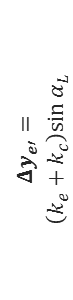 Δy_{e′} =
(k_e + k_c) sin α_L